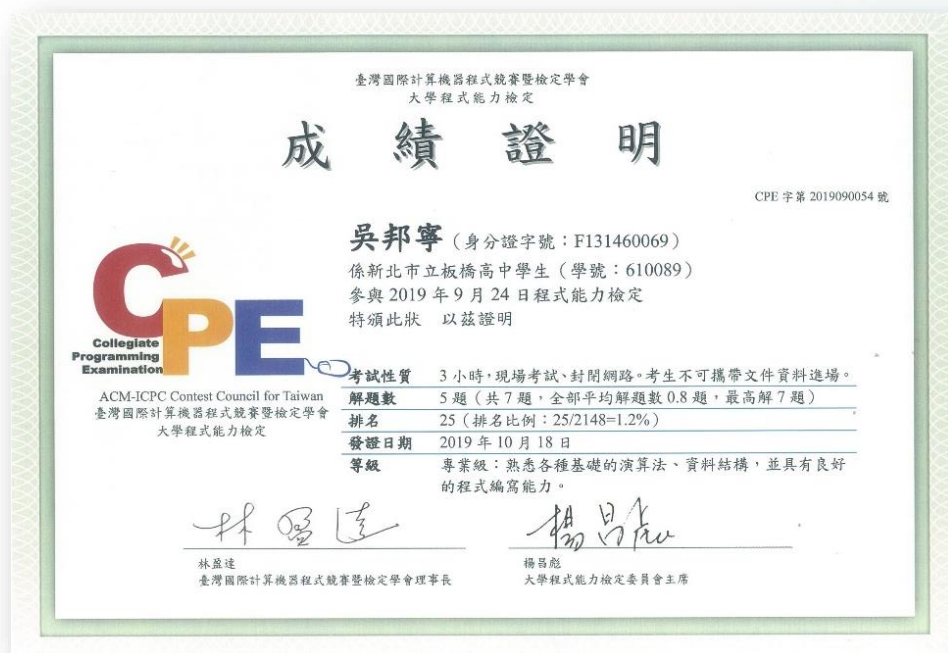 臺灣國際計算機器程式競賽暨檢定學會
大學程式能力檢定
成績證明
CPE 字第 2019090054 號
吳邦寧（身分證字號：F131460069）
係新北市立板橋高中學生（學號：610089）
參與 2019 年 9 月 24 日程式能力檢定
特頒此狀 以茲證明
CPE
Collegiate
Programming
Examination
ACM-ICPC Contest Council for Taiwan
臺灣國際計算機器程式競賽暨檢定學會
大學程式能力檢定
考試性質 3 小時，現場考試、封閉網路。考生不可攜帶文件資料進場。
解題數 5 題（共 7 題，全部平均解題數 0.8 題，最高解 7 題）
排名 25（排名比例：25/2148=1.2%）
發證日期 2019 年 10 月 18 日
等級 專業級：熟悉各種基礎的演算法、資料結構，並具有良好
的程式編寫能力。
林盈達
楊昌彪
林盈達
臺灣國際計算機器程式競賽暨檢定學會理事長
楊昌彪
大學程式能力檢定委員會主席